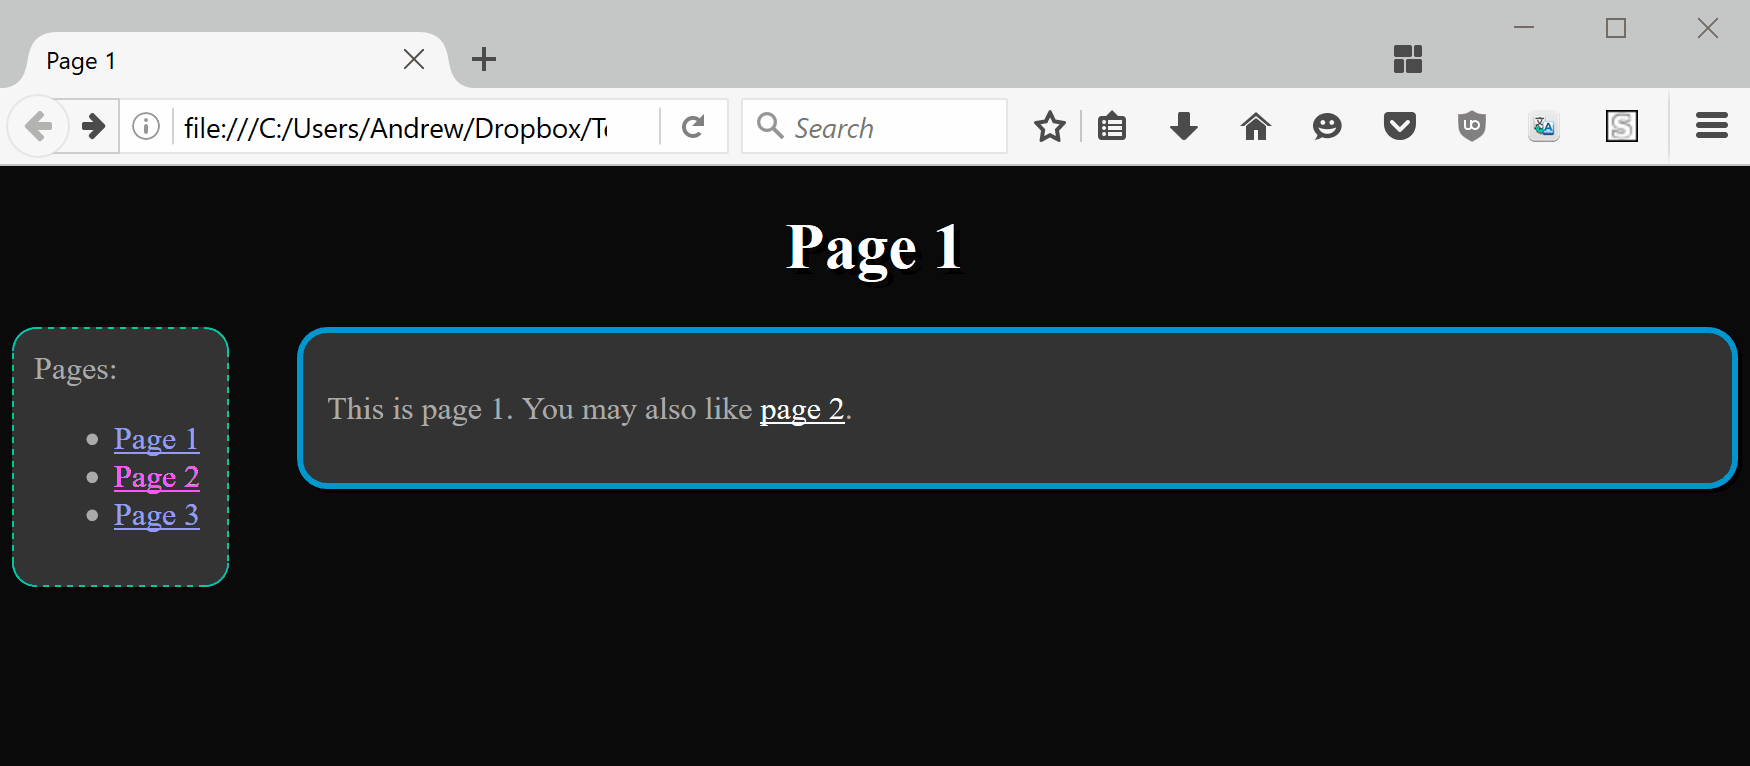 Page 1
file:///C:/Users/Andrew/Dropbox/Te
Search
Page 1
Pages:
Page 1
Page 2
Page 3
This is page 1. You may also like page 2.